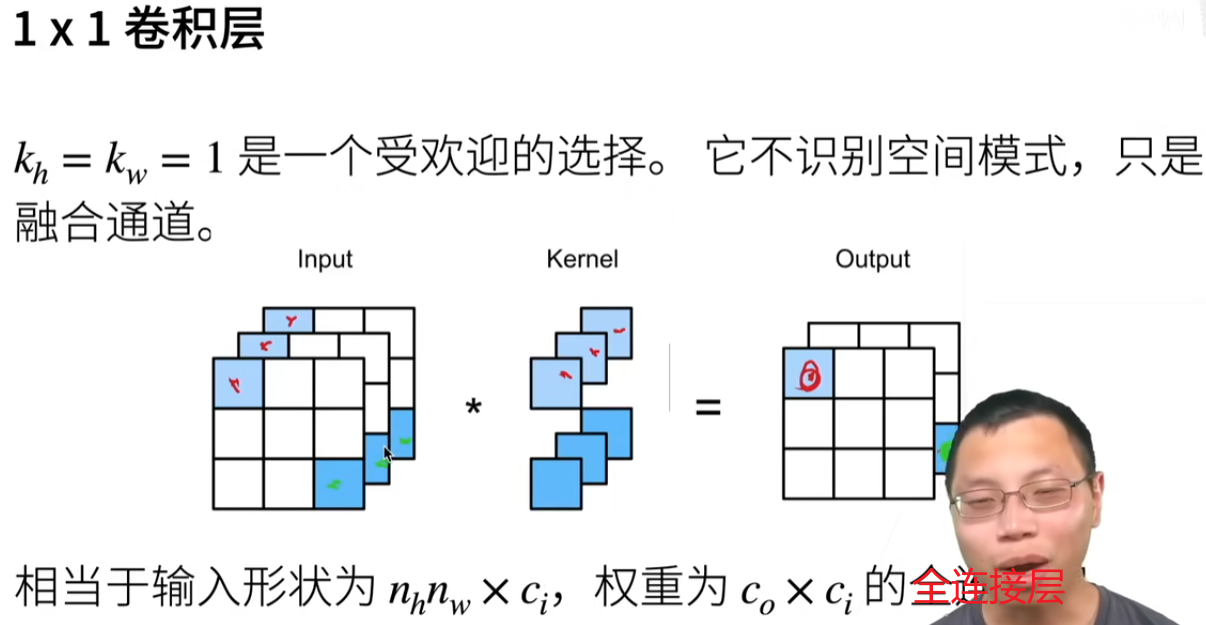 1 x 1 卷积层
k_h = k_w = 1 是一个受欢迎的选择。 它不识别空间模式，只是
融合通道。
Input Kernel Output
* =
相当于输入形状为 n_h n_w × c_i， 权重为 c_o × c_i 的全连接层